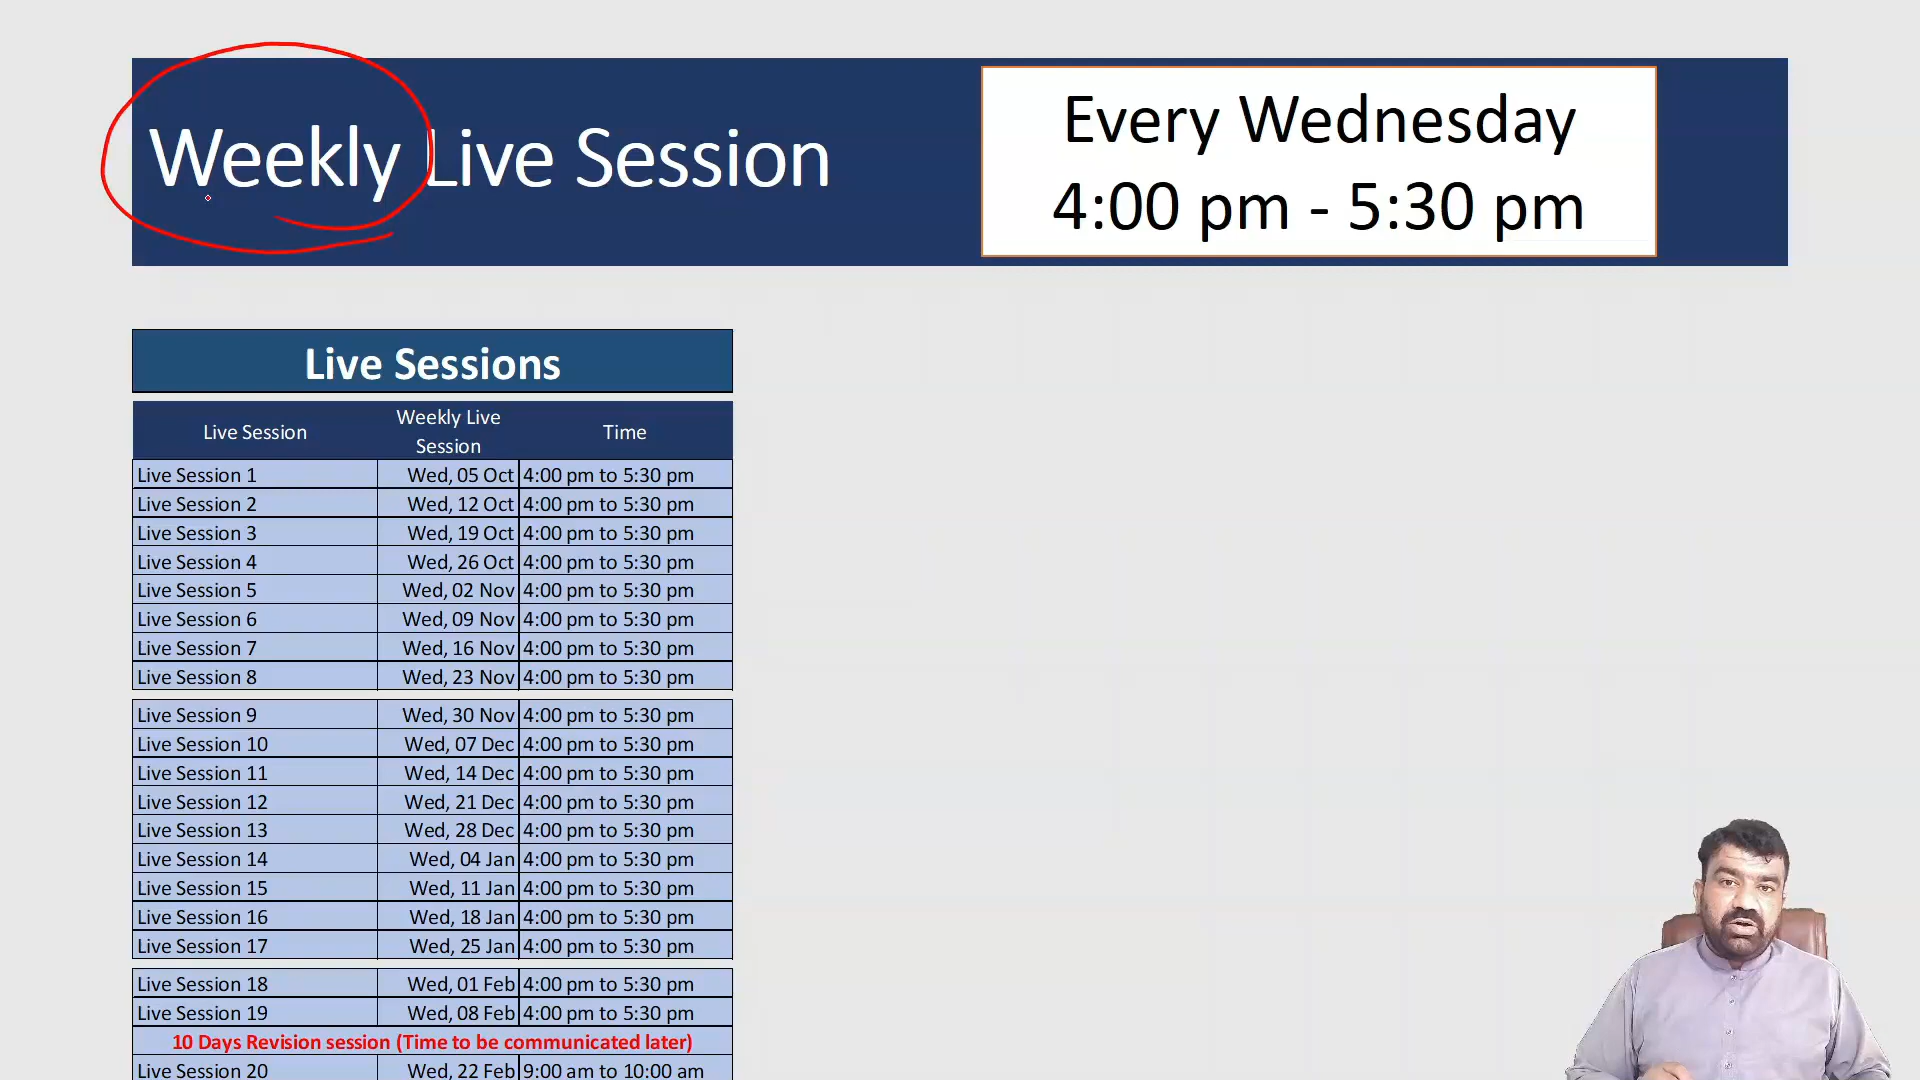 Weekly Live Session
Every Wednesday
4:00 pm - 5:30 pm
Live Sessions
Live Session Weekly Live Session Time
Live Session 1 Wed, 05 Oct 4:00 pm to 5:30 pm
Live Session 2 Wed, 12 Oct 4:00 pm to 5:30 pm
Live Session 3 Wed, 19 Oct 4:00 pm to 5:30 pm
Live Session 4 Wed, 26 Oct 4:00 pm to 5:30 pm
Live Session 5 Wed, 02 Nov 4:00 pm to 5:30 pm
Live Session 6 Wed, 09 Nov 4:00 pm to 5:30 pm
Live Session 7 Wed, 16 Nov 4:00 pm to 5:30 pm
Live Session 8 Wed, 23 Nov 4:00 pm to 5:30 pm
Live Session 9 Wed, 30 Nov 4:00 pm to 5:30 pm
Live Session 10 Wed, 07 Dec 4:00 pm to 5:30 pm
Live Session 11 Wed, 14 Dec 4:00 pm to 5:30 pm
Live Session 12 Wed, 21 Dec 4:00 pm to 5:30 pm
Live Session 13 Wed, 28 Dec 4:00 pm to 5:30 pm
Live Session 14 Wed, 04 Jan 4:00 pm to 5:30 pm
Live Session 15 Wed, 11 Jan 4:00 pm to 5:30 pm
Live Session 16 Wed, 18 Jan 4:00 pm to 5:30 pm
Live Session 17 Wed, 25 Jan 4:00 pm to 5:30 pm
Live Session 18 Wed, 01 Feb 4:00 pm to 5:30 pm
Live Session 19 Wed, 08 Feb 4:00 pm to 5:30 pm
10 Days Revision session (Time to be communicated later)
Live Session 20 Wed, 22 Feb 9:00 am to 10:00 am